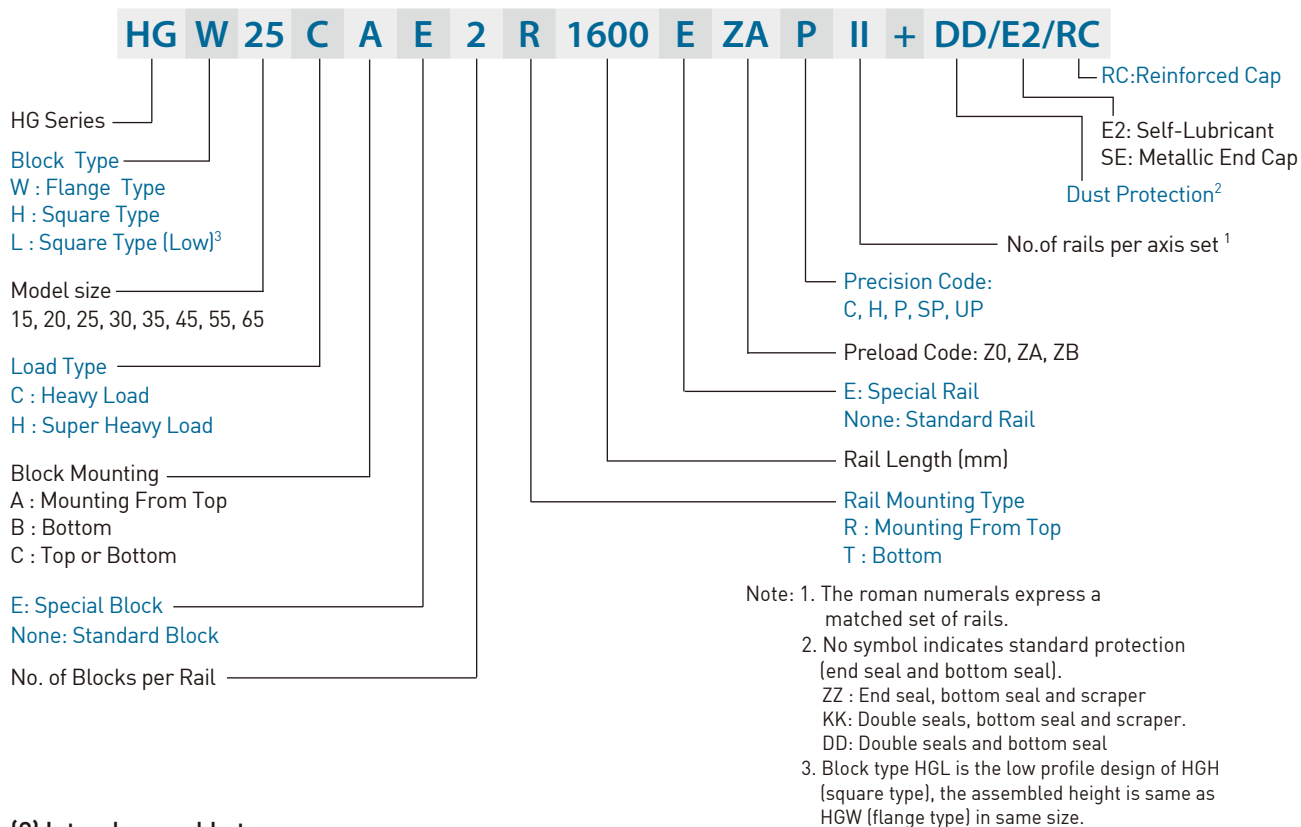 HG W 25 C A E 2 R 1600 E ZA P II + DD/E2/RC
HG Series
Block Type
W : Flange Type
H : Square Type
L : Square Type (Low)3
Model size
15, 20, 25, 30, 35, 45, 55, 65
Load Type
C : Heavy Load
H : Super Heavy Load
Block Mounting
A : Mounting From Top
B : Bottom
C : Top or Bottom
E: Special Block
None: Standard Block
No. of Blocks per Rail
RC:Reinforced Cap
E2: Self-Lubricant
SE: Metallic End Cap
Dust Protection2
No.of rails per axis set 1
Precision Code:
C, H, P, SP, UP
Preload Code: Z0, ZA, ZB
E: Special Rail
None: Standard Rail
Rail Length (mm)
Rail Mounting Type
R : Mounting From Top
T : Bottom
Note: 1. The roman numerals express a
matched set of rails.
2. No symbol indicates standard protection
(end seal and bottom seal).
ZZ : End seal, bottom seal and scraper
KK: Double seals, bottom seal and scraper.
DD: Double seals and bottom seal
3. Block type HGL is the low profile design of HGH
(square type), the assembled height is same as
HGW (flange type) in same size.